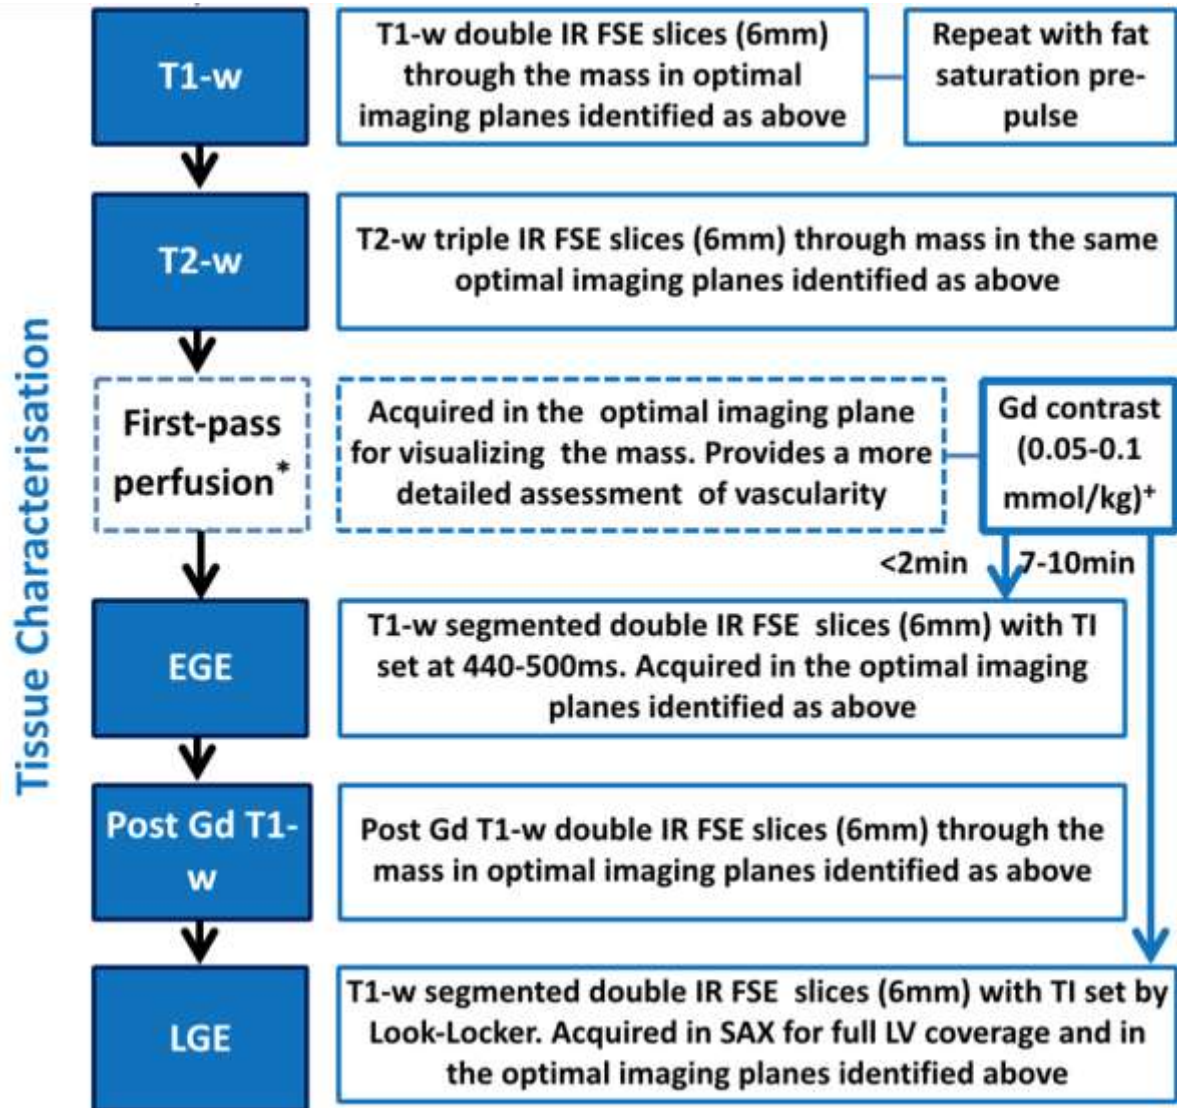 Tissue Characterisation
T1-w
T1-w double IR FSE slices (6mm)
through the mass in optimal
imaging planes identified as above
Repeat with fat
saturation pre-
pulse
T2-w
T2-w triple IR FSE slices (6mm) through mass in the same
optimal imaging planes identified as above
First-pass
perfusion*
Acquired in the optimal imaging plane
for visualizing the mass. Provides a more
detailed assessment of vascularity
Gd contrast
(0.05-0.1
mmol/kg)+
<2min
7-10min
EGE
T1-w segmented double IR FSE slices (6mm) with TI
set at 440-500ms. Acquired in the optimal imaging
planes identified as above
Post Gd T1-
w
Post Gd T1-w double IR FSE slices (6mm) through the
mass in optimal imaging planes identified as above
LGE
T1-w segmented double IR FSE slices (6mm) with TI set by
Look-Locker. Acquired in SAX for full LV coverage and in
the optimal imaging planes identified above